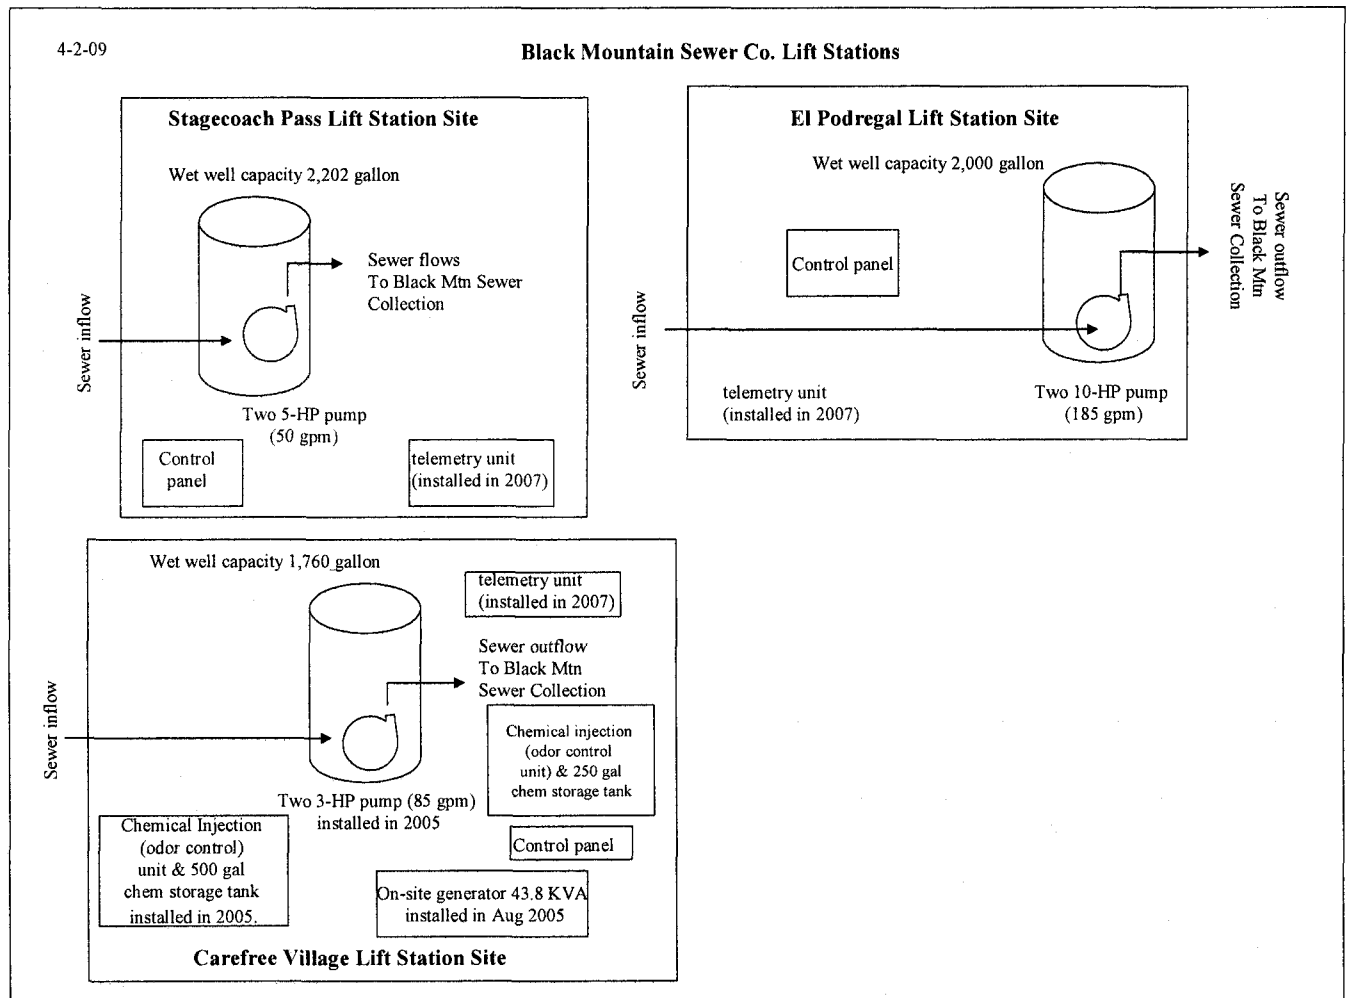 4-2-09
Black Mountain Sewer Co. Lift Stations
Stagecoach Pass Lift Station Site
Wet well capacity 2,202 gallon
Sewer flows
To Black Mtn Sewer
Collection
Sewer inflow
Two 5-HP pump
(50 gpm)
Control
panel
telemetry unit
(installed in 2007)
El Podregal Lift Station Site
Wet well capacity 2,000 gallon
Control panel
Sewer outflow
To Black Mtn
Sewer Collection
Sewer inflow
telemetry unit
(installed in 2007)
Two 10-HP pump
(185 gpm)
Wet well capacity 1,760 gallon
telemetry unit
(installed in 2007)
Sewer outflow
To Black Mtn
Sewer Collection
Sewer inflow
Chemical injection
(odor control
unit) & 250 gal
chem storage tank
Two 3-HP pump (85 gpm)
installed in 2005
Chemical Injection
(odor control)
unit & 500 gal
chem storage tank
installed in 2005.
Control panel
On-site generator 43.8 KVA
installed in Aug 2005
Carefree Village Lift Station Site